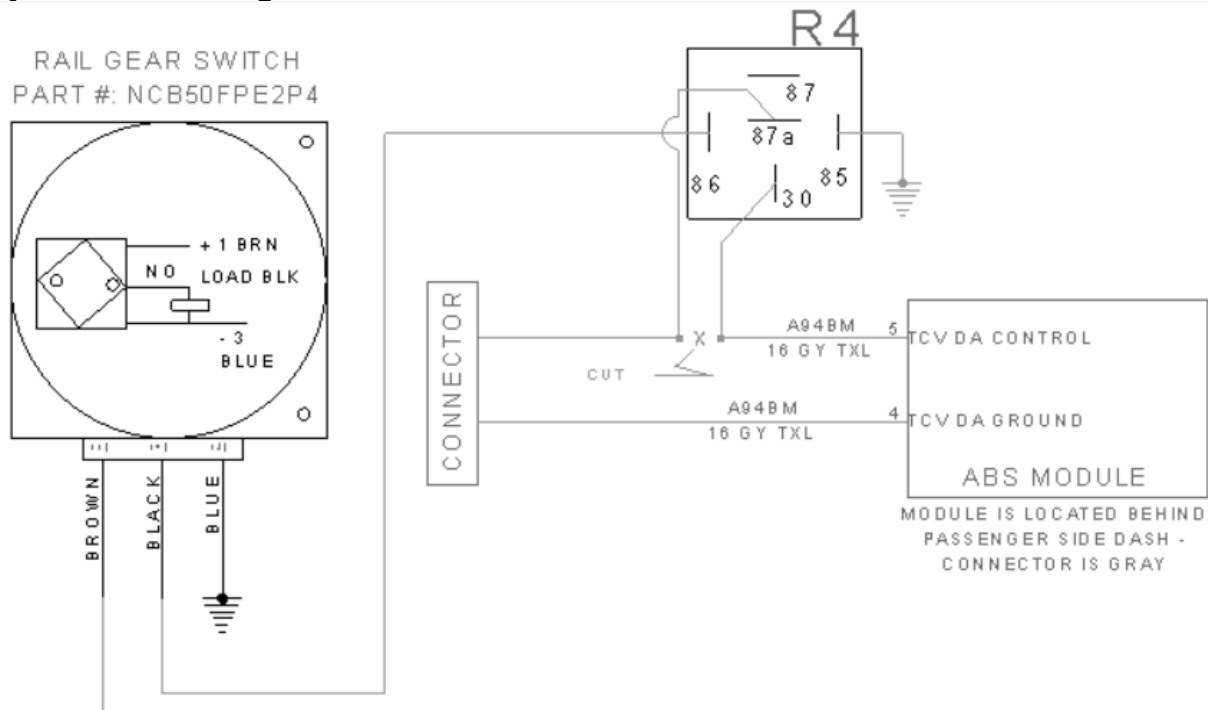 RAIL GEAR SWITCH
PART #: NCB50FPE2P4
+ 1 BRN
NO
LOAD BLK
- 3
BLUE
BROWN
BLACK
BLUE
R4
87
87a
86
85
30
CONNECTOR
X
CUT
A94BM
16 GY TXL
A94BM
16 GY TXL
5
TCV DA CONTROL
4
TCV DA GROUND
ABS MODULE
MODULE IS LOCATED BEHIND
PASSENGER SIDE DASH -
CONNECTOR IS GRAY